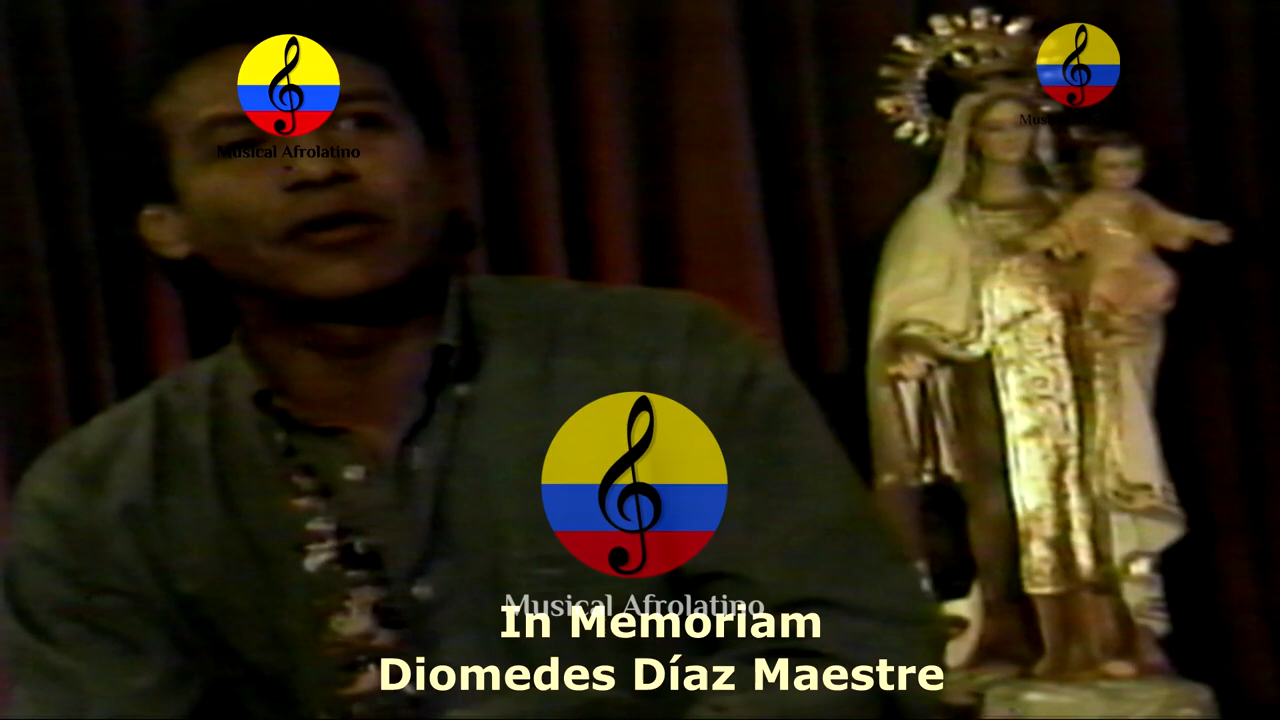 Musical Afrolatino
Musical Afrolatino
In Memoriam
Diomedes Díaz Maestre